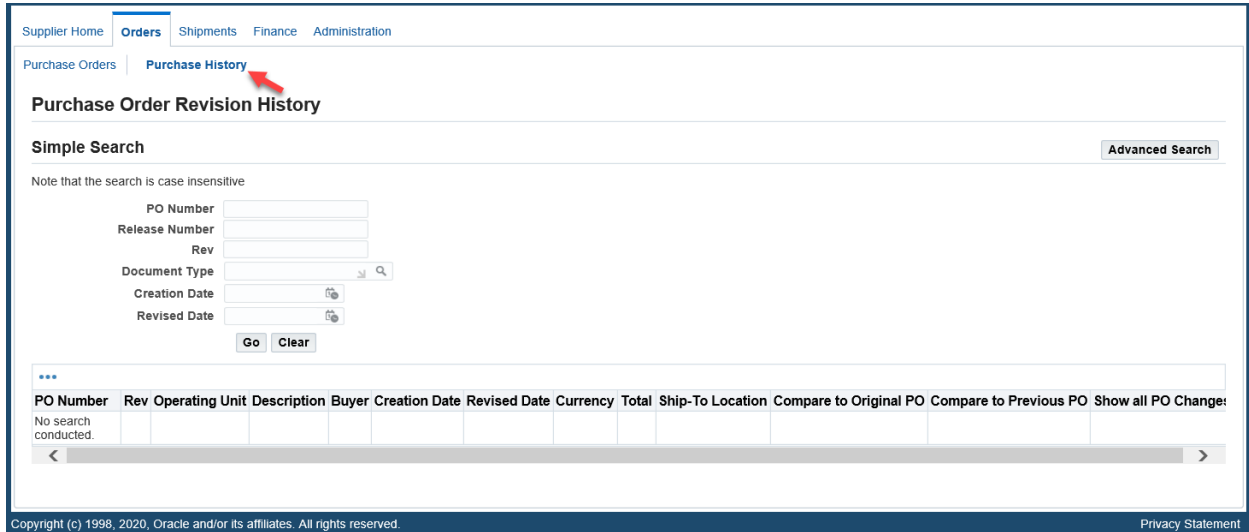 Supplier Home Orders Shipments Finance Administration
Purchase Orders Purchase History
Purchase Order Revision History
Simple Search
Advanced Search
Note that the search is case insensitive
PO Number
Release Number
Rev
Document Type
Creation Date
Revised Date
Go Clear
PO Number Rev Operating Unit Description Buyer Creation Date Revised Date Currency Total Ship-To Location Compare to Original PO Compare to Previous PO Show all PO Changes
No search
conducted.
Copyright (c) 1998, 2020, Oracle and/or its affiliates. All rights reserved. Privacy Statement